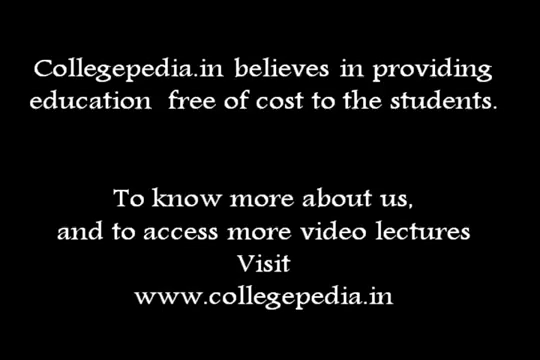 Collegepedia.in believes in providing
education free of cost to the students.
To know more about us,
and to access more video lectures
Visit
www.collegepedia.in